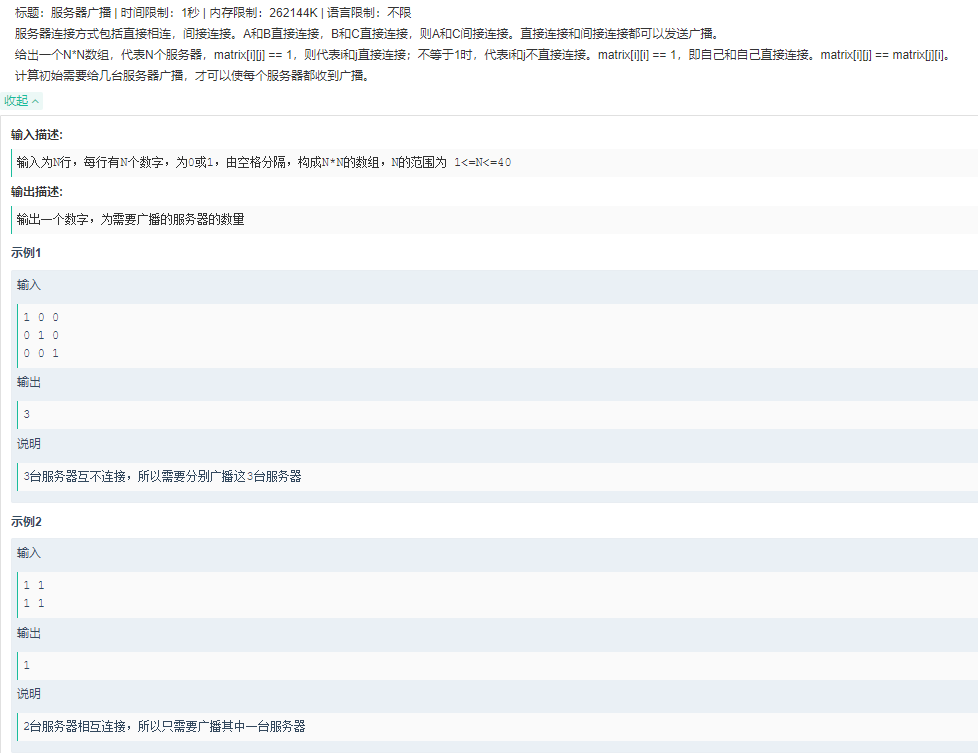 标题：服务器广播 | 时间限制：1秒 | 内存限制：262144K | 语言限制：不限
服务器连接方式包括直接相连，间接连接。A和B直接连接，B和C直接连接，则A和C间接连接。直接连接和间接连接都可以发送广播。
给出一个N*N数组，代表N个服务器，matrix[i][j] == 1，则代表i和j直接连接；不等于1时，代表i和j不直接连接。matrix[i][i] == 1，即自己和自己直接连接。matrix[i][j] == matrix[j][i]。
计算初始需要给几台服务器广播，才可以使每个服务器都收到广播。
收起
输入描述:
输入为N行，每行有N个数字，为0或1，由空格分隔，构成N*N的数组，N的范围为 1<=N<=40
输出描述:
输出一个数字，为需要广播的服务器的数量
示例1
输入
1 0 0
0 1 0
0 0 1
输出
3
说明
3台服务器互不连接，所以需要分别广播这3台服务器
示例2
输入
1 1
1 1
输出
1
说明
2台服务器相互连接，所以只需要广播其中一台服务器